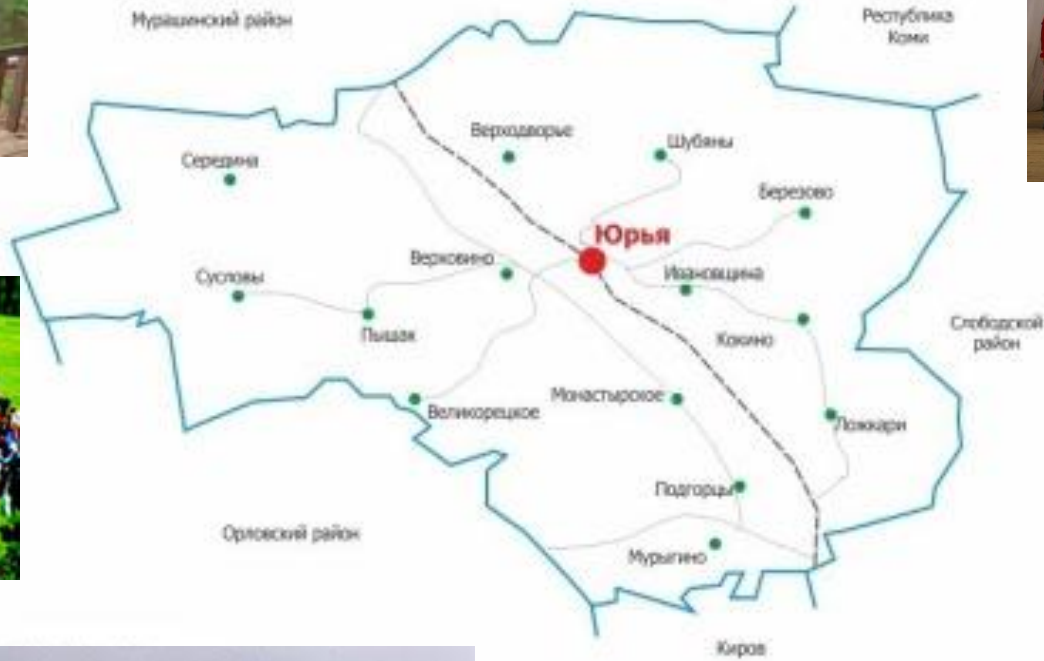 Мурашинский район
Республика
Коми
Верходворье
Шубяны
Середина
Березово
Юрья
Верховино
Ивановщина
Сусловы
Слободской
район
Пышак
Кокино
Монастырское
Великорецкое
Ложкари
Подгорцы
Орловский район
Мурыгино
Киров